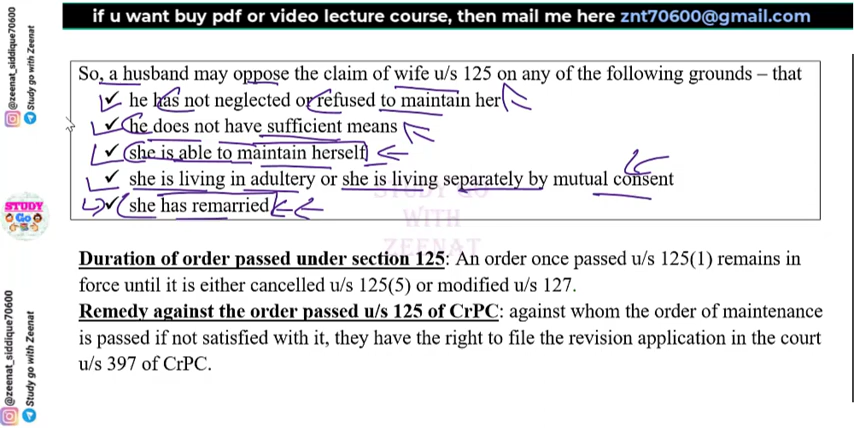 if u want buy pdf or video lecture course, then mail me here znt70600@gmail.com
@zeenat_siddique70600
Study go with Zeenat
So, a husband may oppose the claim of wife u/s 125 on any of the following grounds – that
✓ he has not neglected or refused to maintain her
✓ he does not have sufficient means
✓ she is able to maintain herself
✓ she is living in adultery or she is living separately by mutual consent
✓ she has remarried
STUDY GO
WITH
ZEENAT
STUDY
Go
Duration of order passed under section 125: An order once passed u/s 125(1) remains in
force until it is either cancelled u/s 125(5) or modified u/s 127.
Remedy against the order passed u/s 125 of CrPC: against whom the order of maintenance
is passed if not satisfied with it, they have the right to file the revision application in the court
u/s 397 of CrPC.
@zeenat_siddique70600
Study go with Zeenat